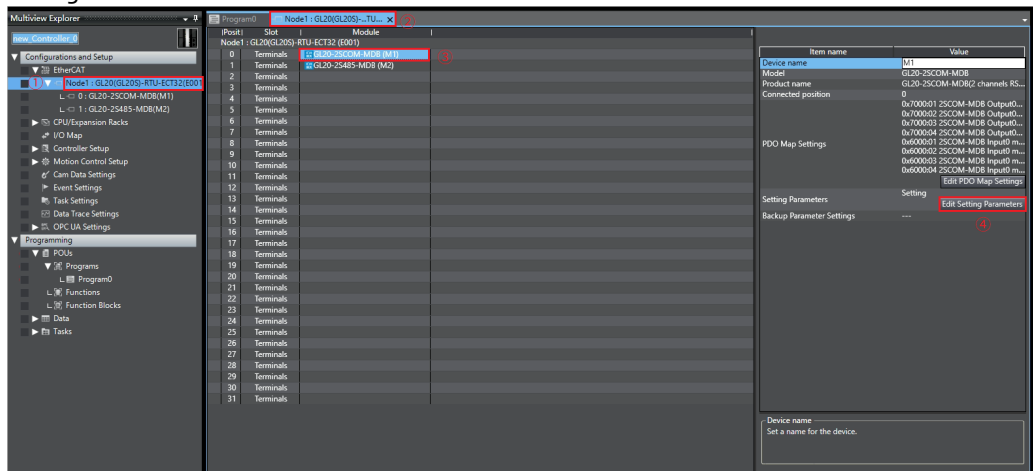 Multiview Explorer
new_Controller_0
Configurations and Setup
EtherCAT
① Node1 : GL20(GL20S)-RTU-ECT32(E001
0 : GL20-2SCOM-MDB(M1)
1 : GL20-2S485-MDB(M2)
CPU/Expansion Racks
I/O Map
Controller Setup
Motion Control Setup
Cam Data Settings
Event Settings
Task Settings
Data Trace Settings
OPC UA Settings
Programming
POUs
Programs
Program0
Functions
Function Blocks
Data
Tasks
Program0 Node1 : GL20(GL20S)-...TU... x ②
|Posit| Slot | Module |
Node1 : GL20(GL20S)-RTU-ECT32 (E001)
0 Terminals GL20-2SCOM-MDB (M1) ③
1 Terminals GL20-2S485-MDB (M2)
2 Terminals
3 Terminals
4 Terminals
5 Terminals
6 Terminals
7 Terminals
8 Terminals
9 Terminals
10 Terminals
11 Terminals
12 Terminals
13 Terminals
14 Terminals
15 Terminals
16 Terminals
17 Terminals
18 Terminals
19 Terminals
20 Terminals
21 Terminals
22 Terminals
23 Terminals
24 Terminals
25 Terminals
26 Terminals
27 Terminals
28 Terminals
29 Terminals
30 Terminals
31 Terminals
Item name Value
Device name M1
Model GL20-2SCOM-MDB
Product name GL20-2SCOM-MDB(2 channels RS...
Connected position 0
PDO Map Settings
0x7000:01 2SCOM-MDB Output0...
0x7000:02 2SCOM-MDB Output0...
0x7000:03 2SCOM-MDB Output0...
0x7000:04 2SCOM-MDB Output0...
0x6000:01 2SCOM-MDB Input0 m...
0x6000:02 2SCOM-MDB Input0 m...
0x6000:03 2SCOM-MDB Input0 m...
0x6000:04 2SCOM-MDB Input0 m...
Edit PDO Map Settings
Setting Parameters
Setting
Edit Setting Parameters
Backup Parameter Settings ---
④
Device name
Set a name for the device.